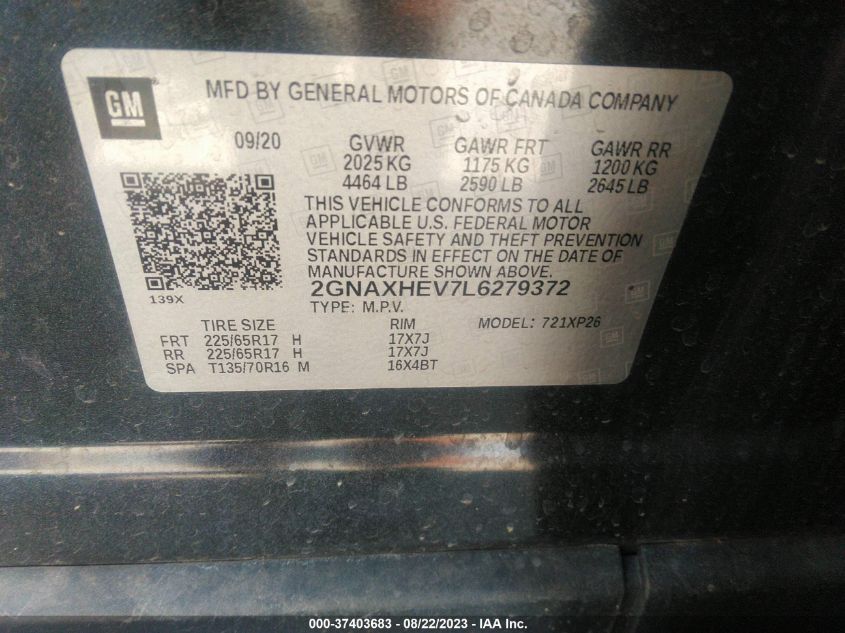 GM
MFD BY GENERAL MOTORS OF CANADA COMPANY
09/20 GVWR GAWR FRT GAWR RR
2025 KG 1175 KG 1200 KG
4464 LB 2590 LB 2645 LB
THIS VEHICLE CONFORMS TO ALL
APPLICABLE U.S. FEDERAL MOTOR
VEHICLE SAFETY AND THEFT PREVENTION
STANDARDS IN EFFECT ON THE DATE OF
MANUFACTURE SHOWN ABOVE.
139X 2GNAXHEV7L6279372
TYPE: M.P.V.
TIRE SIZE RIM MODEL: 721XP26
FRT 225/65R17 H 17X7J
RR 225/65R17 H 17X7J
SPA T135/70R16 M 16X4BT
000-37403683 - 08/22/2023 - IAA Inc.